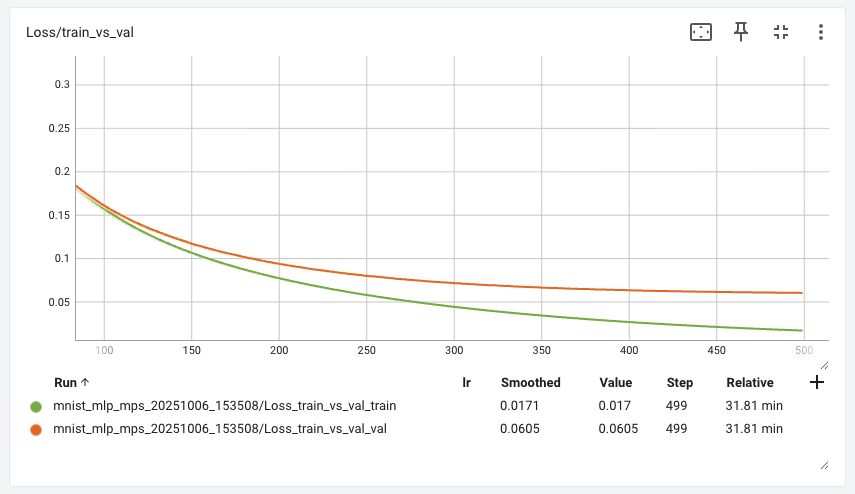 Loss/train_vs_val
0.3
0.25
0.2
0.15
0.1
0.05
100 150 200 250 300 350 400 450 500
Run ↑ lr Smoothed Value Step Relative
mnist_mlp_mps_20251006_153508/Loss_train_vs_val_train 0.0171 0.017 499 31.81 min
mnist_mlp_mps_20251006_153508/Loss_train_vs_val_val 0.0605 0.0605 499 31.81 min